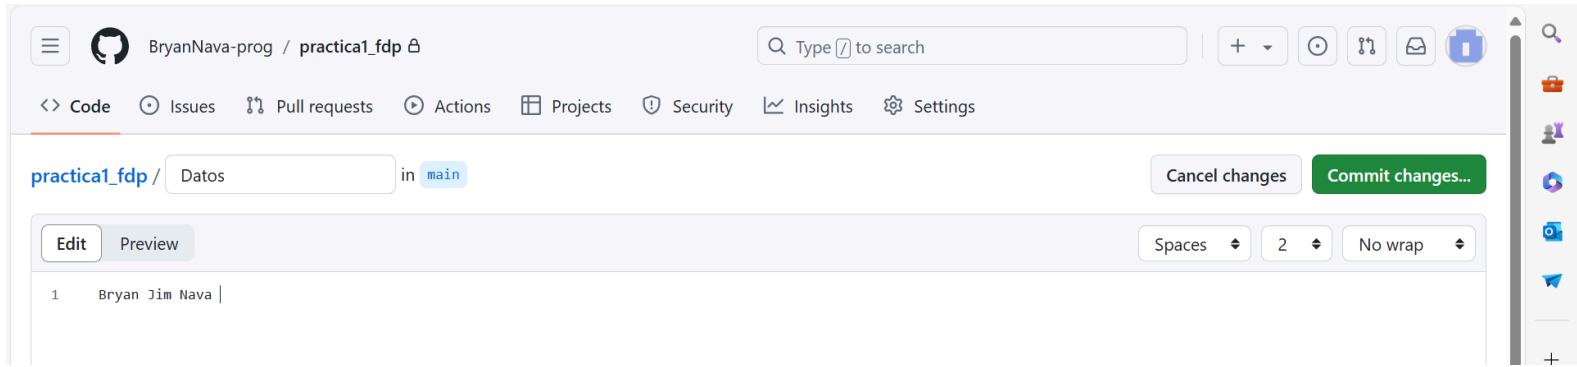 BryanNava-prog / practica1_fdp
Type / to search
Code Issues Pull requests Actions Projects Security Insights Settings
practica1_fdp / Datos in main
Cancel changes Commit changes...
Edit Preview
Spaces 2 No wrap
1 Bryan Jim Nava